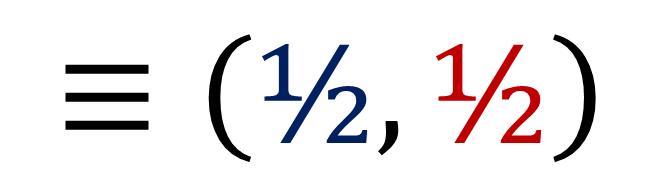 ≡ (½, ½)